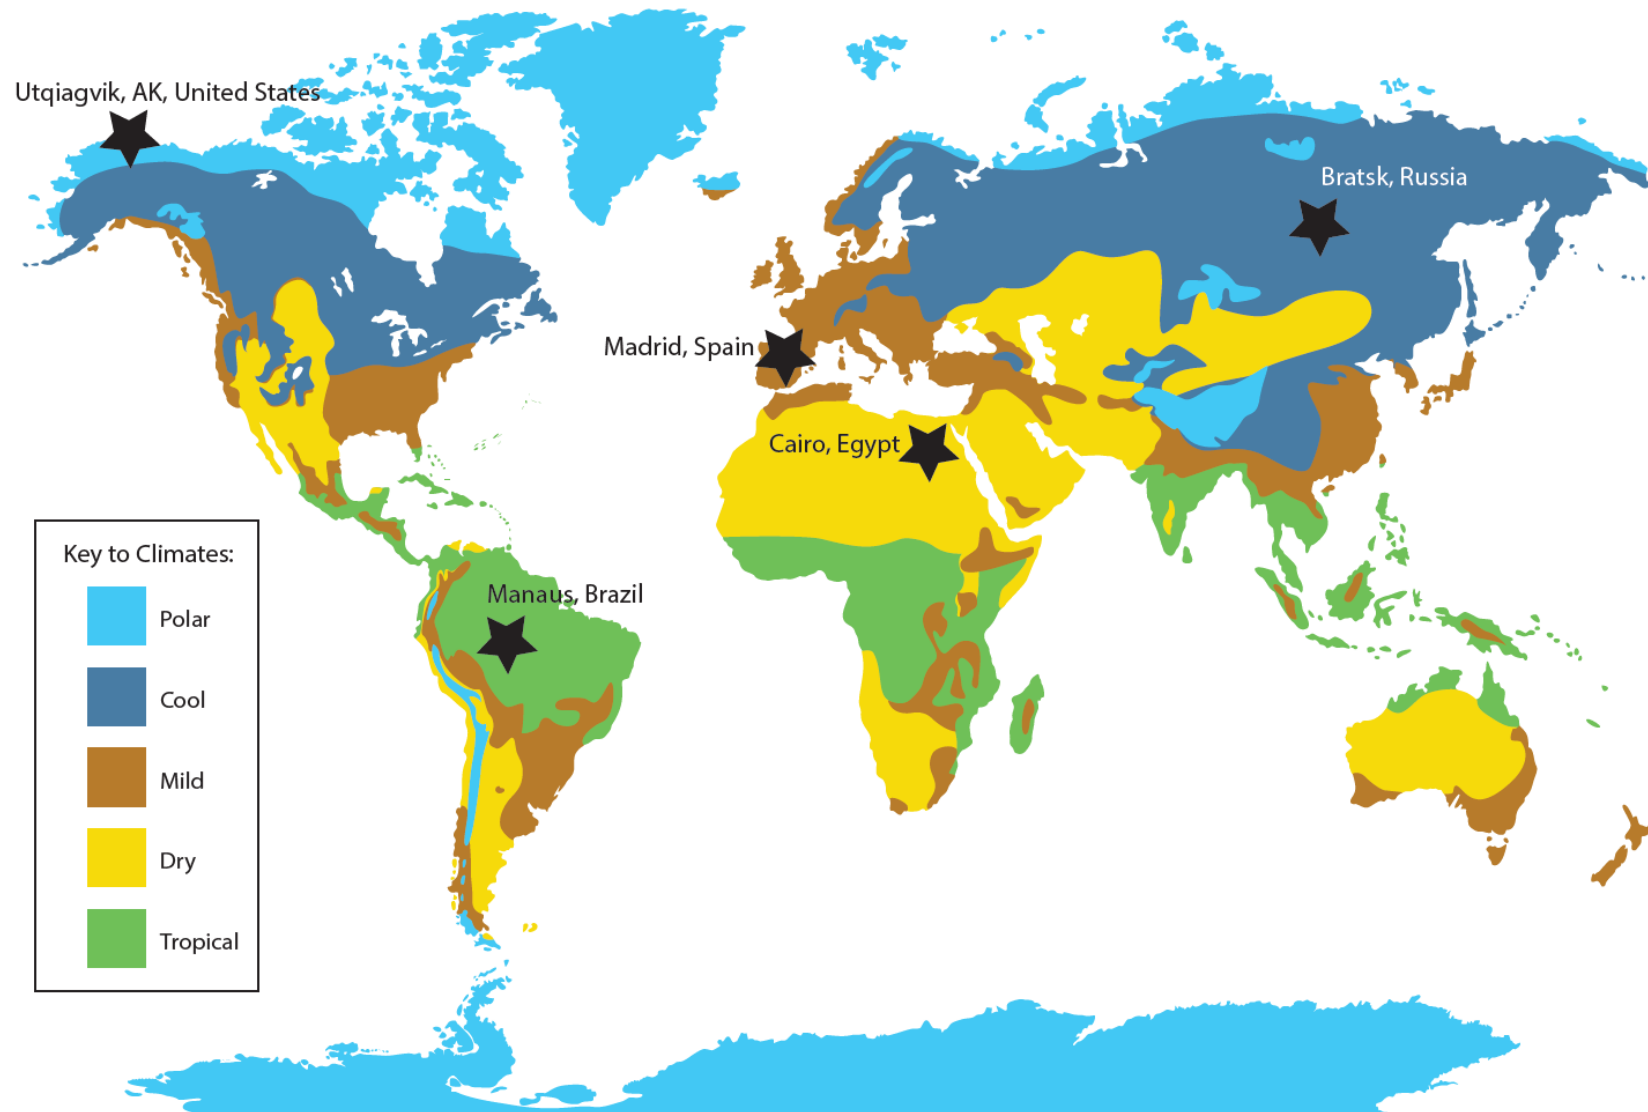 Utqiagvik, AK, United States
Bratsk, Russia
Madrid, Spain
Cairo, Egypt
Manaus, Brazil
Key to Climates:
Polar
Cool
Mild
Dry
Tropical